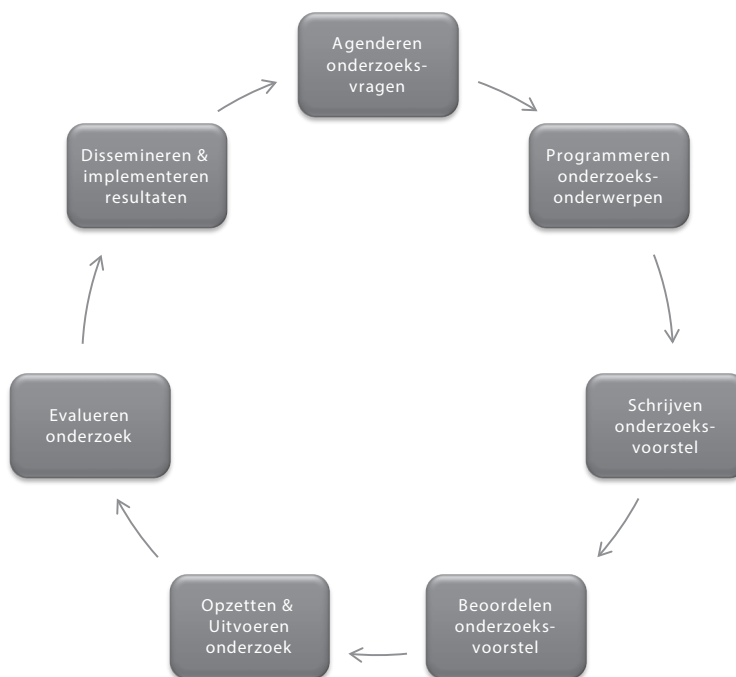 Agenderen
onderzoeks-
vragen
Programmeren
onderzoeks-
onderwerpen
Schrijven
onderzoeks-
voorstel
Beoordelen
onderzoeks-
voorstel
Opzetten &
Uitvoeren
onderzoek
Evalueren
onderzoek
Dissemineren &
implementeren
resultaten